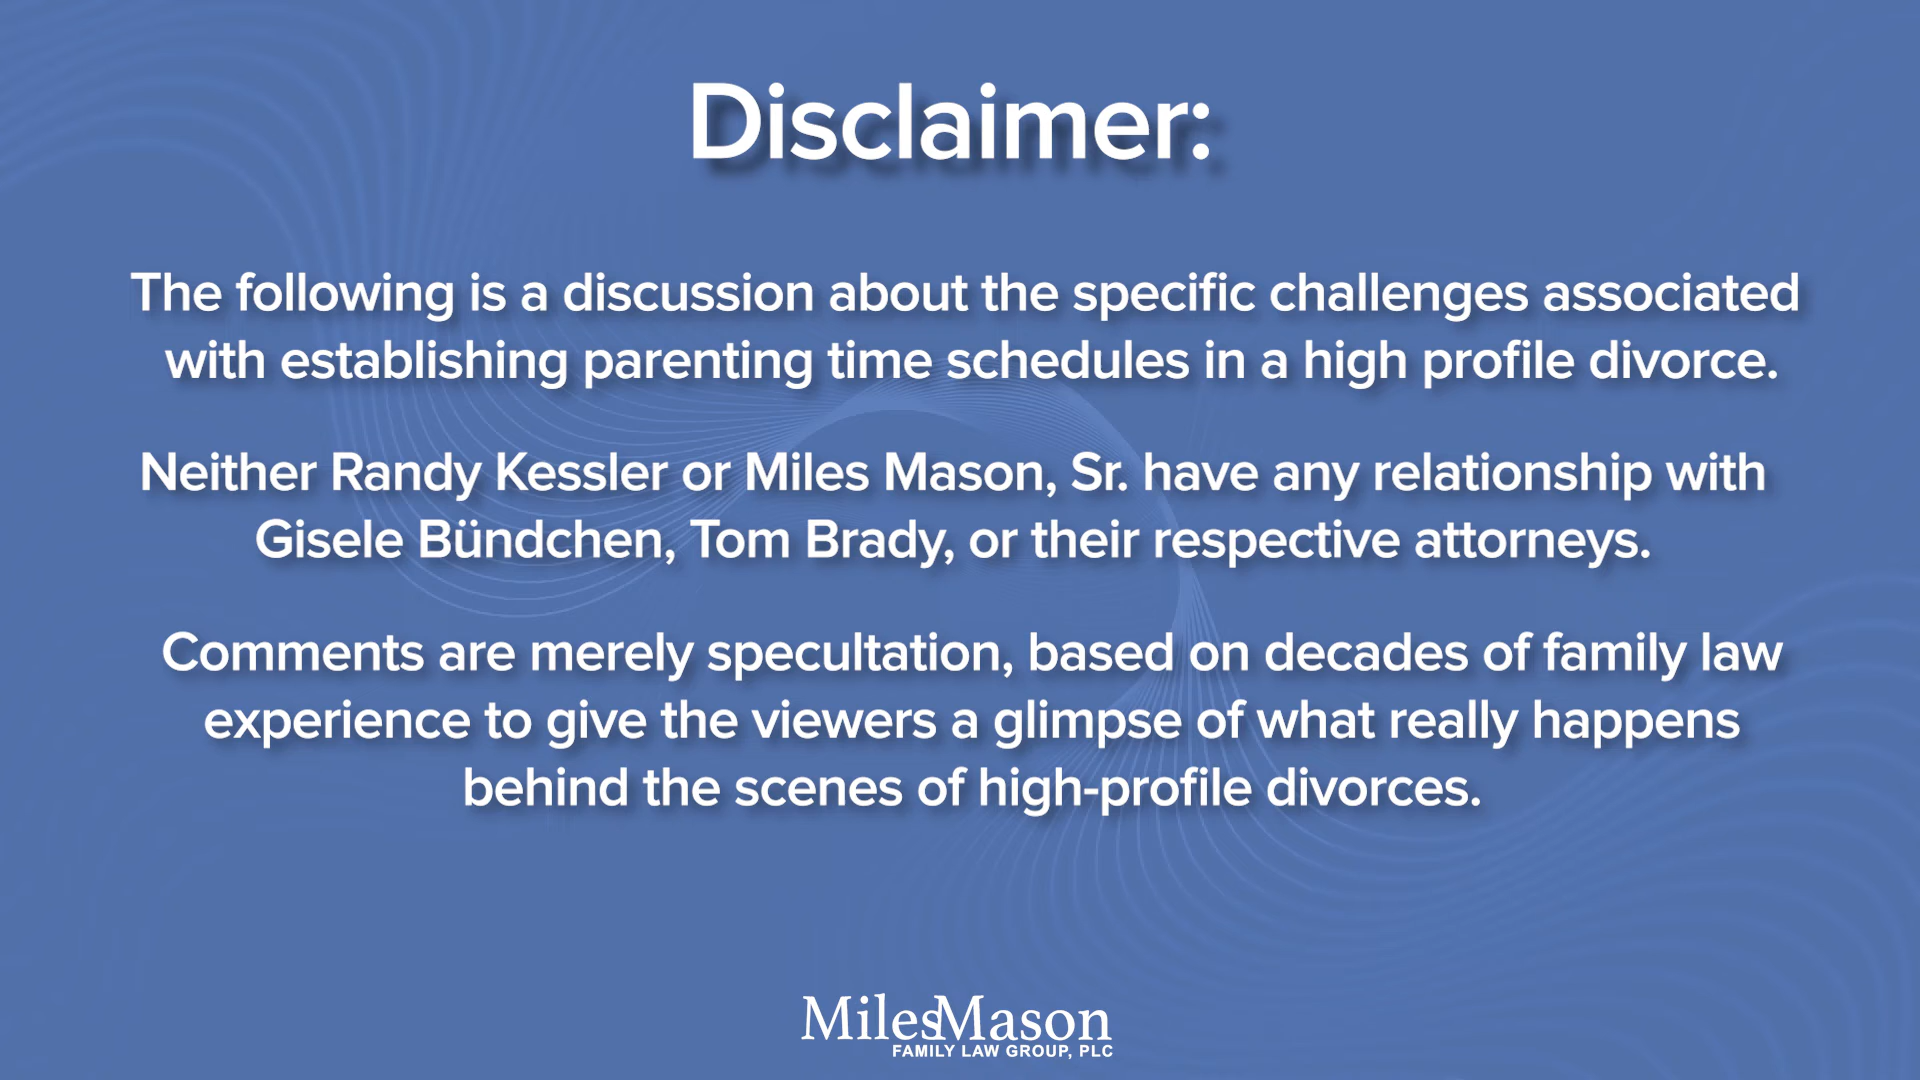 Disclaimer:
The following is a discussion about the specific challenges associated
with establishing parenting time schedules in a high profile divorce.
Neither Randy Kessler or Miles Mason, Sr. have any relationship with
Gisele Bündchen, Tom Brady, or their respective attorneys.
Comments are merely specultation, based on decades of family law
experience to give the viewers a glimpse of what really happens
behind the scenes of high-profile divorces.
MilesMason
FAMILY LAW GROUP, PLC